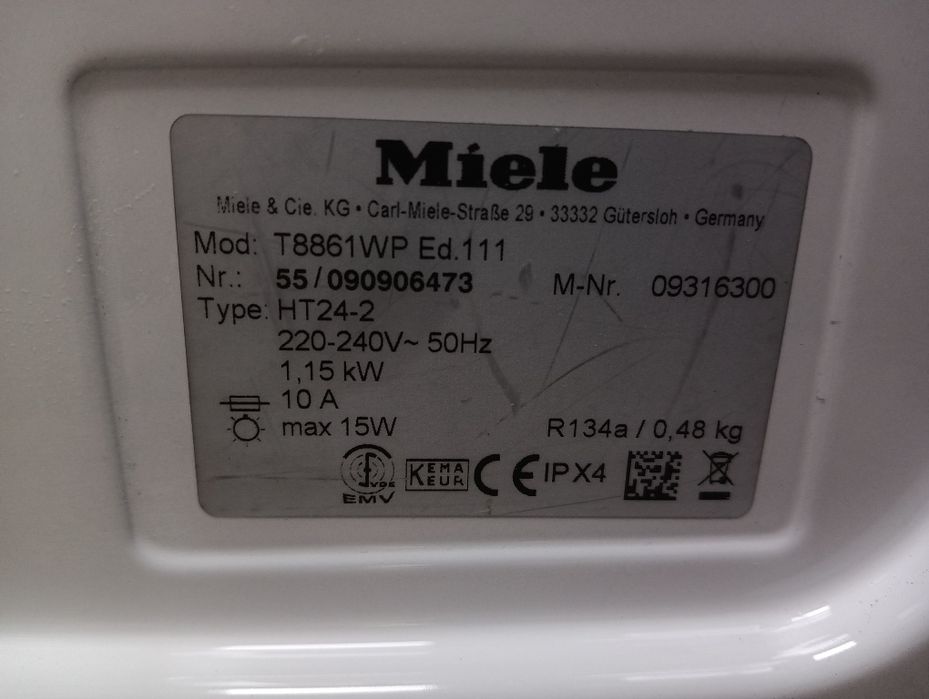 Miele
Miele & Cie. KG • Carl-Miele-Straße 29 • 33332 Gütersloh • Germany
Mod: T8861WP Ed.111
Nr.: 55/090906473 M-Nr. 09316300
Type: HT24-2
220-240V~ 50Hz
1,15 kW
10 A
max 15W R134a / 0,48 kg
VDE
EMV
KEMA
KEUR
CE IPX4